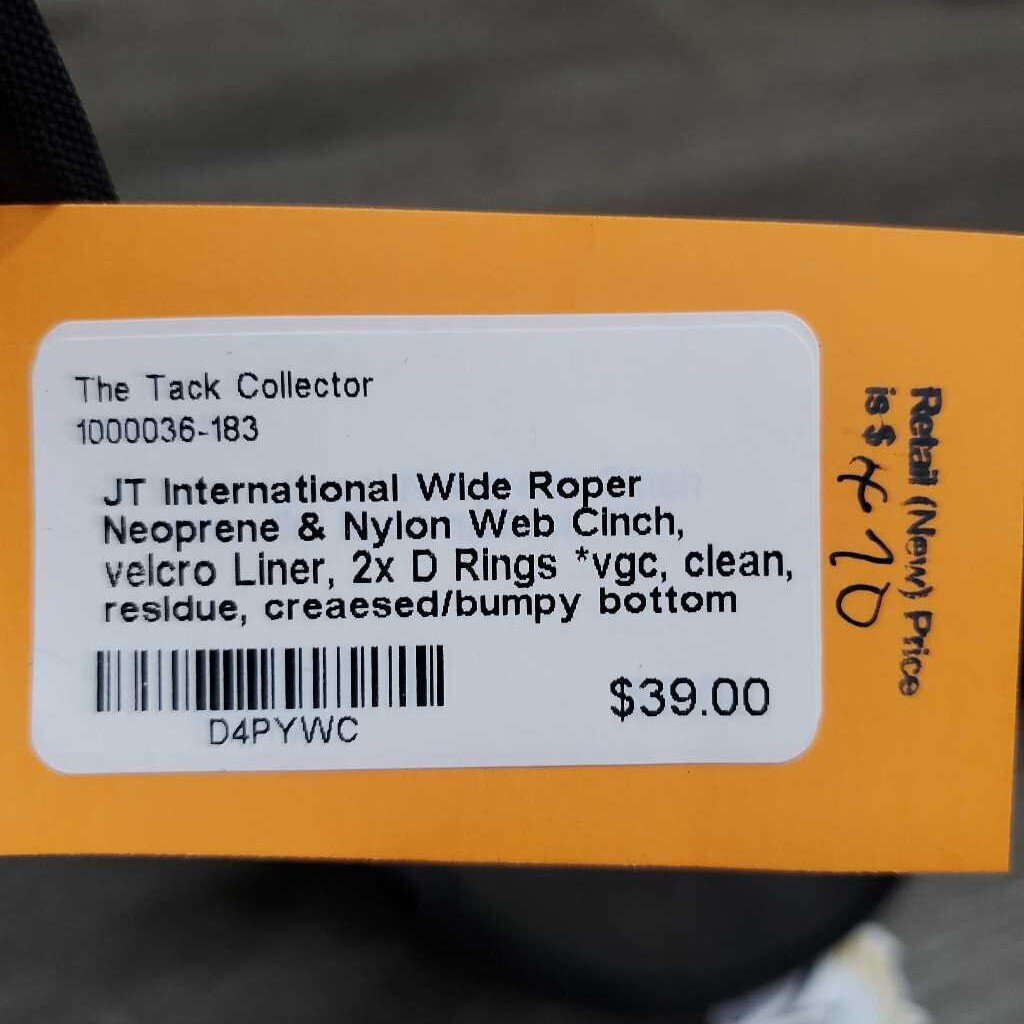 The Tack Collector
1000036-183
JT International Wide Roper
Neoprene & Nylon Web Cinch,
velcro Liner, 2x D Rings *vgc, clean,
residue, creaesed/bumpy bottom
D4PYWC
$39.00
Retail (New) Price
is $ 70